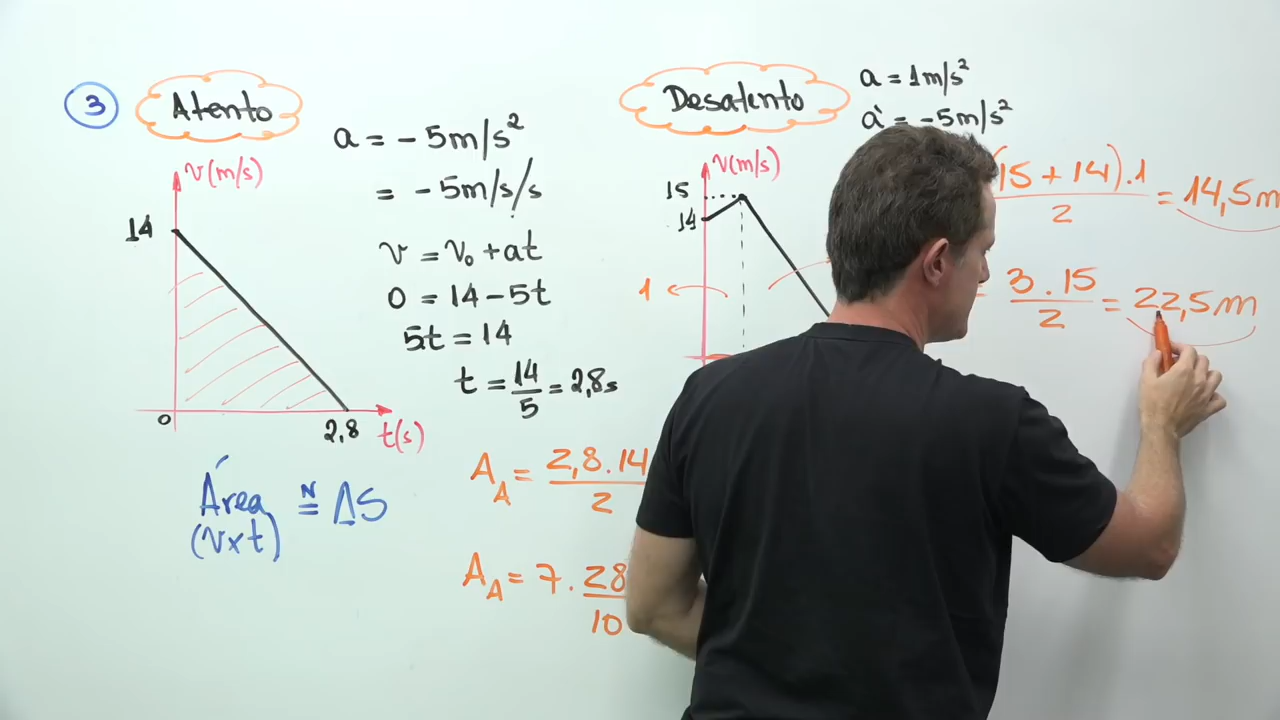 3
Atento
a = - 5m/s²
= - 5m/s/s
v(m/s)
14
0
2,8
t(s)
v = v₀ + at
0 = 14 - 5t
5t = 14
t = 14/5 = 2,8s
Área ≅ᴺ ΔS
(v x t)
A_A = 2,8 . 14 / 2
A_A = 7 . 28 / 10
Desatento
a = 1m/s²
a` = - 5m/s²
v(m/s)
15
14
1
(15 + 14) . 1 / 2 = 14,5m
= 3 . 15 / 2 = 22,5m